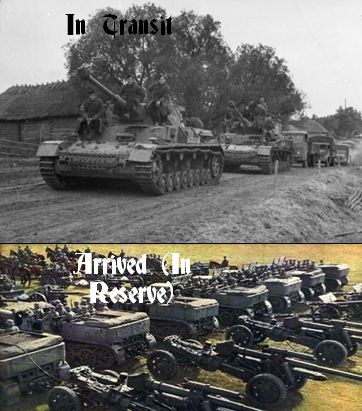 In Transit
Arrived (In
Reserve)